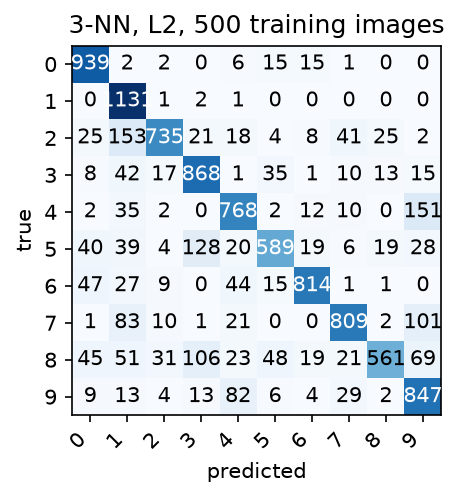 3-NN, L2, 500 training images
0 939 2 2 0 6 15 15 1 0 0
1 0 1131 1 2 1 0 0 0 0 0
2 25 153 735 21 18 4 8 41 25 2
3 8 42 17 868 1 35 1 10 13 15
4 2 35 2 0 768 2 12 10 0 151
5 40 39 4 128 20 589 19 6 19 28
6 47 27 9 0 44 15 814 1 1 0
7 1 83 10 1 21 0 0 809 2 101
8 45 51 31 106 23 48 19 21 561 69
9 9 13 4 13 82 6 4 29 2 847
true
0 1 2 3 4 5 6 7 8 9
predicted